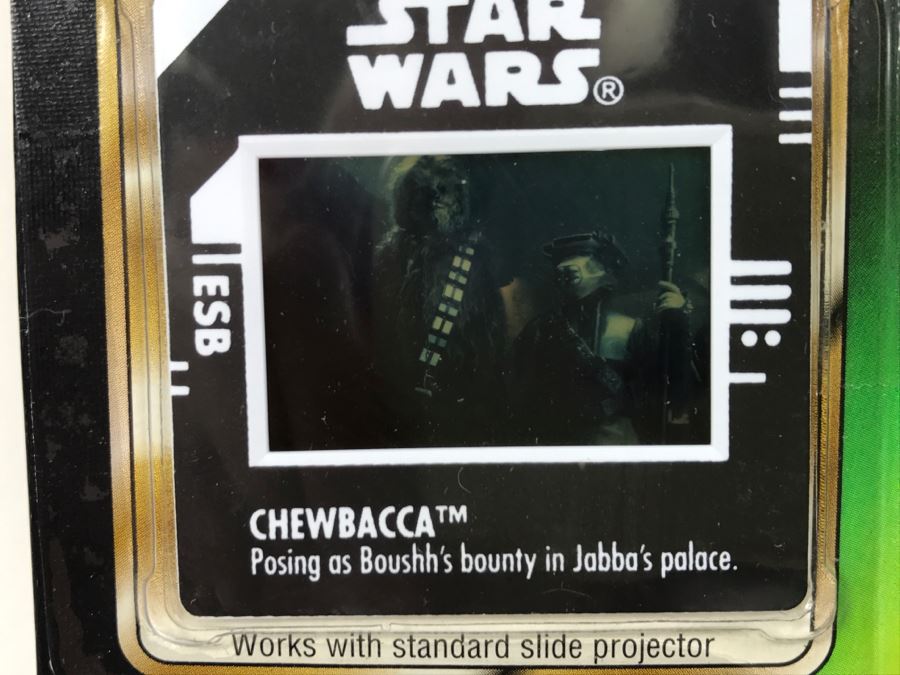 STAR
WARS®
ESB
CHEWBACCA™
Posing as Boushh's bounty in Jabba's palace.
Works with standard slide projector